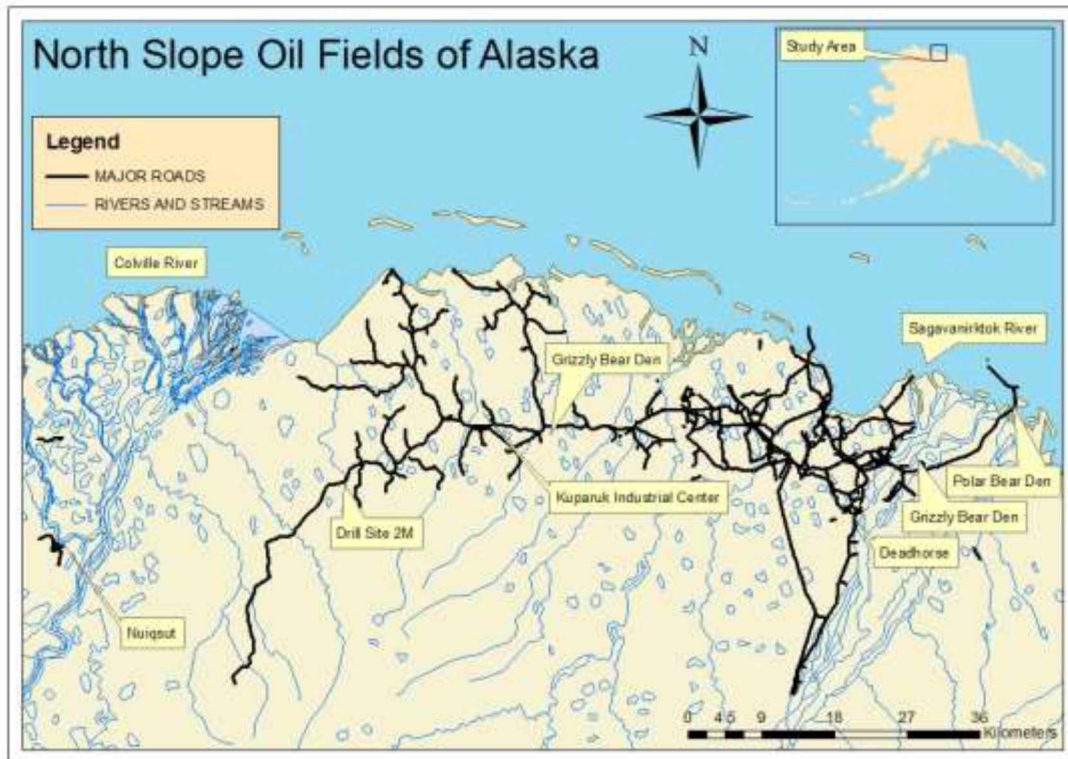 North Slope Oil Fields of Alaska
N
Study Area
Legend
MAJOR ROADS
RIVERS AND STREAMS
Colville River
Sagavanirktok River
Grizzly Bear Den
Kuparuk Industrial Center
Polar Bear Den
Grizzly Bear Den
Drill Site 2M
Deadhorse
Nuiqsut
0 4.5 9 18 27 36
Kilometers